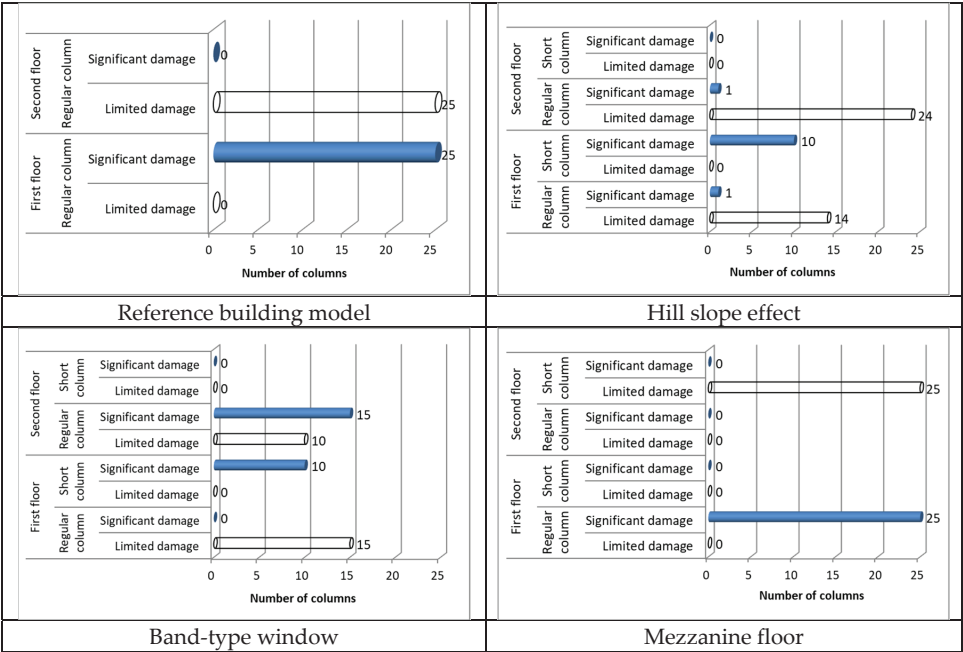 Second floor
Regular column
Significant damage
0
Limited damage
25
First floor
Regular column
Significant damage
25
Limited damage
0
0 5 10 15 20 25
Number of columns
Reference building model
Second floor
Short column
Significant damage
0
Limited damage
0
Regular column
Significant damage
1
Limited damage
24
First floor
Short column
Significant damage
10
Limited damage
0
Regular column
Significant damage
1
Limited damage
14
0 5 10 15 20 25
Number of columns
Hill slope effect
Second floor
Short column
Significant damage
0
Limited damage
0
Regular column
Significant damage
15
Limited damage
10
First floor
Short column
Significant damage
10
Limited damage
0
Regular column
Significant damage
0
Limited damage
15
0 5 10 15 20 25
Number of columns
Band-type window
Second floor
Short column
Significant damage
0
Limited damage
25
Regular column
Significant damage
0
Limited damage
0
First floor
Short column
Significant damage
0
Limited damage
0
Regular column
Significant damage
25
Limited damage
0
0 5 10 15 20 25
Number of columns
Mezzanine floor